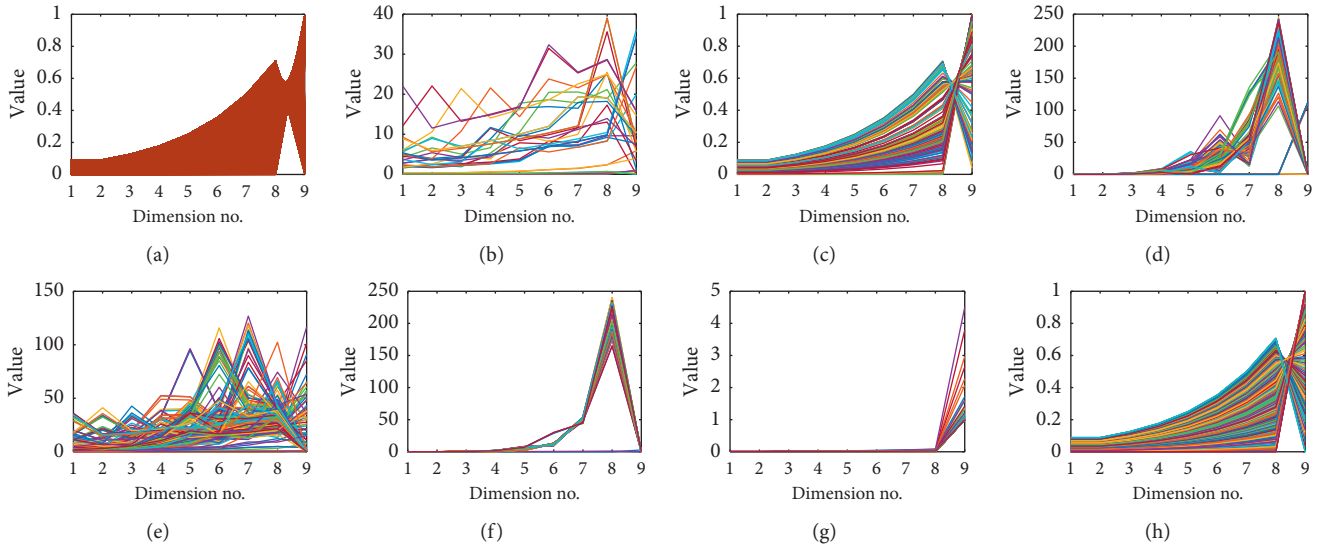 1
0.8
0.6
0.4
0.2
0
Value
1 2 3 4 5 6 7 8 9
Dimension no.
(a)
40
30
20
10
0
Value
1 2 3 4 5 6 7 8 9
Dimension no.
(b)
1
0.8
0.6
0.4
0.2
0
Value
1 2 3 4 5 6 7 8 9
Dimension no.
(c)
250
200
150
100
50
0
Value
1 2 3 4 5 6 7 8 9
Dimension no.
(d)
150
100
50
0
Value
1 2 3 4 5 6 7 8 9
Dimension no.
(e)
250
200
150
100
50
0
Value
1 2 3 4 5 6 7 8 9
Dimension no.
(f)
5
4
3
2
1
0
Value
1 2 3 4 5 6 7 8 9
Dimension no.
(g)
1
0.8
0.6
0.4
0.2
0
Value
1 2 3 4 5 6 7 8 9
Dimension no.
(h)